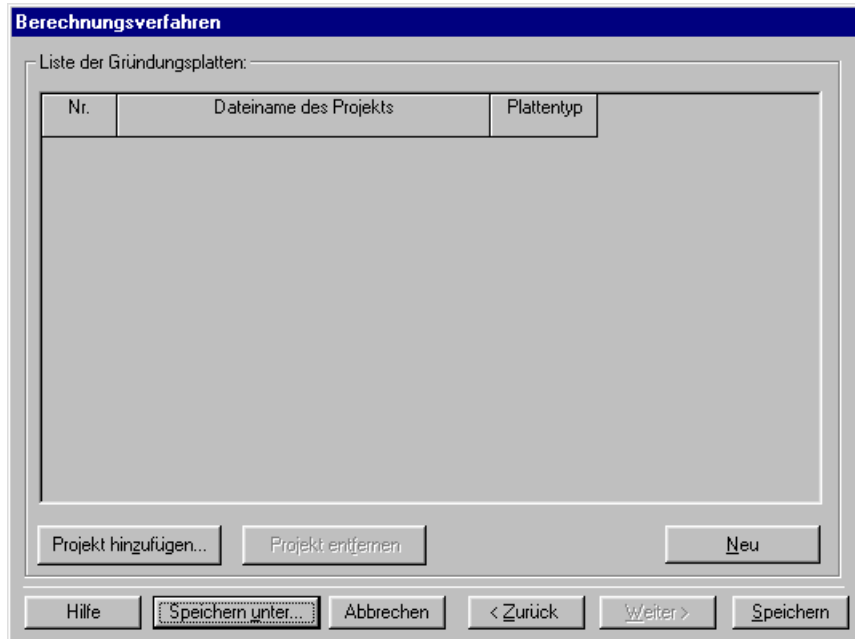 Berechnungsverfahren
Liste der Gründungsplatten:
Nr. Dateiname des Projekts Plattentyp
Projekt hinzufügen... Projekt entfernen Neu
Hilfe Speichern unter... Abbrechen < Zurück Weiter > Speichern